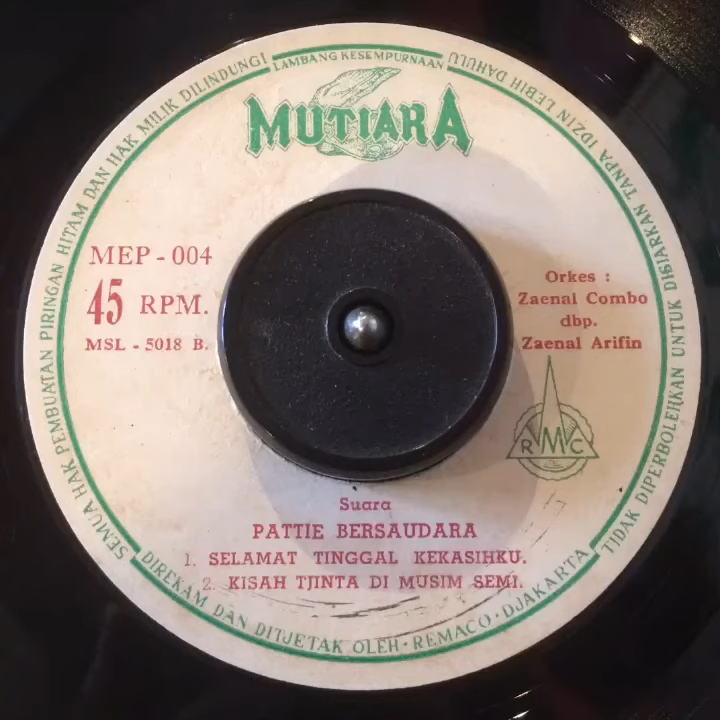 LAMBANG KESEMPURNAAN
MUTIARA
SEMUA HAK PEMBUATAN PIRINGAN HITAM DAN HAK MILIK DILINDUNGI
TIDAK DIPERBOLEHKAN UNTUK DISIARKAN TANPA IDZIN LEBIH DAHULU
MEP - 004
45 RPM.
MSL - 5018 B.
Orkes :
Zaenal Combo
dbp.
Zaenal Arifin
RMC
Suara
PATTIE BERSAUDARA
1. SELAMAT TINGGAL KEKASIHKU.
2. KISAH TJINTA DI MUSIM SEMI.
DIREKAM DAN DITJETAK OLEH · REMACO · DJAKARTA